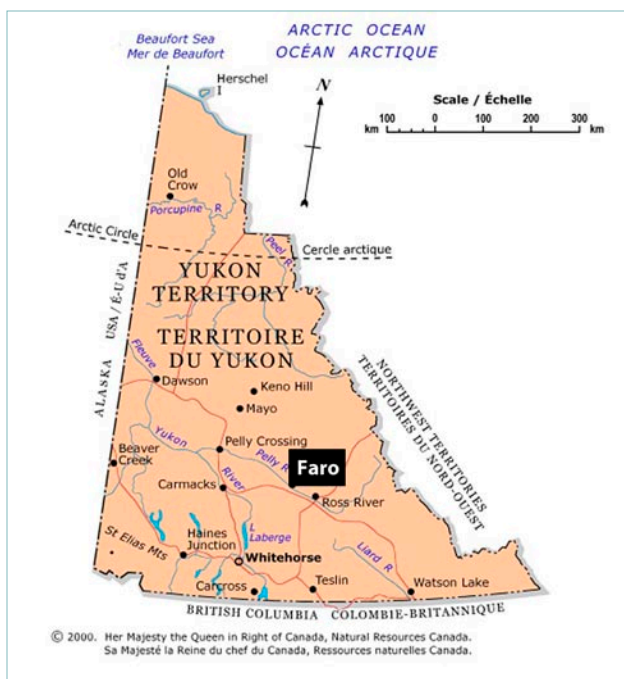 Beaufort Sea
Mer de Beaufort
ARCTIC OCEAN
OCÉAN ARCTIQUE
Herschel
I
N
Scale / Échelle
100 0 100 200 300
km km
Old
Crow
Porcupine R
Arctic Circle
Peel R
Cercle arctique
YUKON
TERRITORY
TERRITOIRE
DU YUKON
ALASKA USA / É-U d'A
NORTHWEST TERRITORIES
TERRITOIRES DU NORD-OUEST
Fleuve
Dawson
Keno Hill
Mayo
Yukon
River
Pelly Crossing
Pelly R
Faro
Beaver
Creek
Carmacks
Ross River
L
Laberge
St Elias Mts
Haines
Junction
Whitehorse
Liard R
Carcross
Teslin
Watson Lake
BRITISH COLUMBIA COLOMBIE-BRITANNIQUE
© 2000. Her Majesty the Queen in Right of Canada, Natural Resources Canada.
Sa Majesté la Reine du chef du Canada, Ressources naturelles Canada.